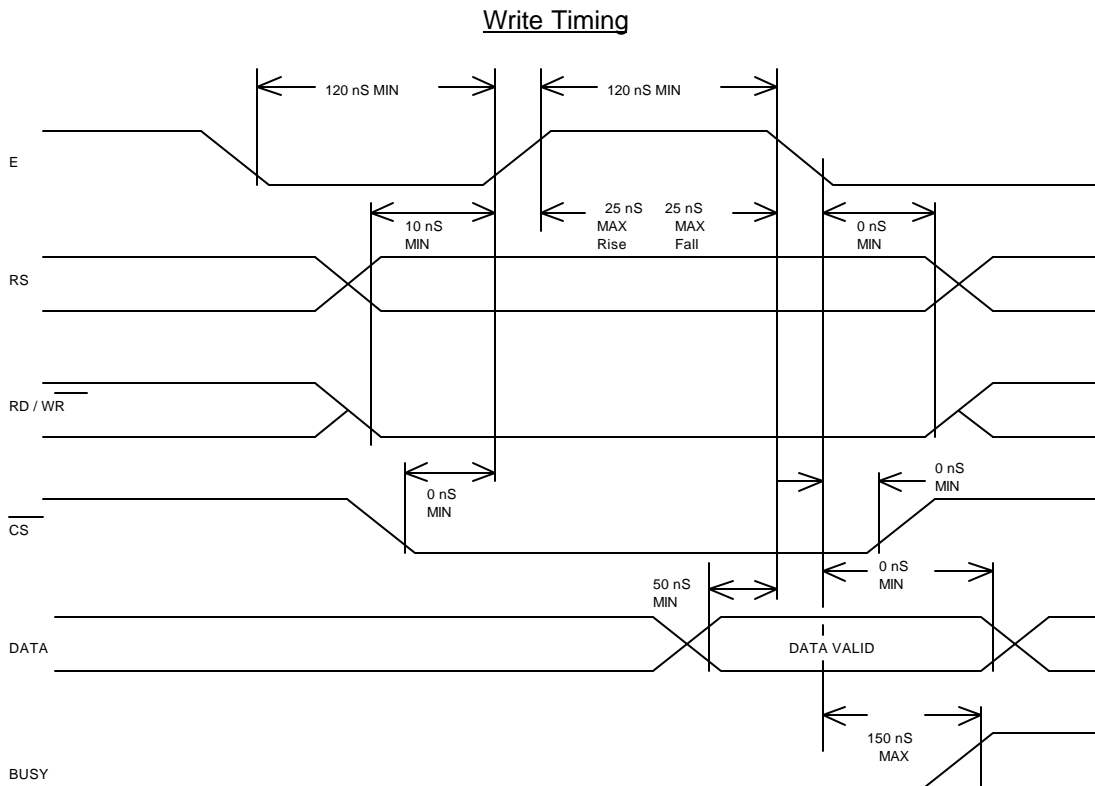 Write Timing
120 nS MIN
120 nS MIN
E
10 nS
MIN
25 nS
MAX
Rise
25 nS
MAX
Fall
0 nS
MIN
RS
RD / WR
0 nS
MIN
0 nS
MIN
CS
50 nS
MIN
0 nS
MIN
DATA
DATA VALID
150 nS
MAX
BUSY